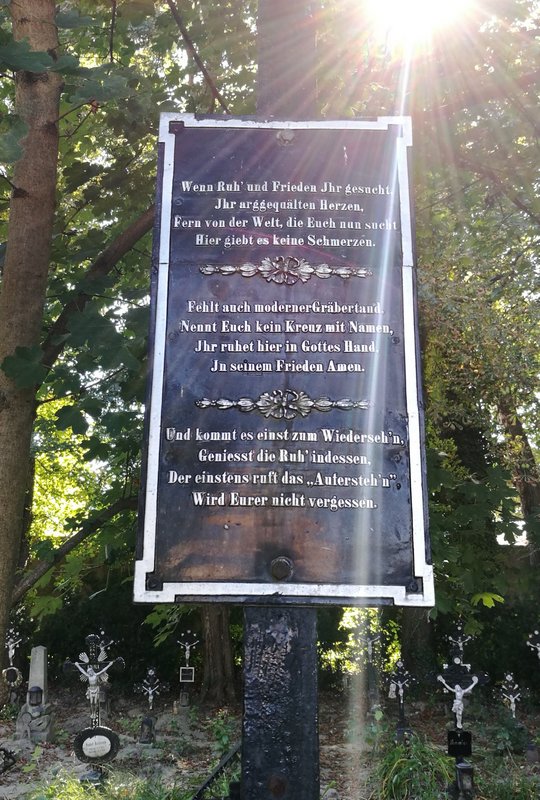 Wenn Ruh' und Frieden Jhr gesucht,
Jhr arggequälten Herzen,
Fern von der Welt, die Euch nun sucht
Hier giebt es keine Schmerzen.
Fehlt auch moderner Gräbertand,
Nennt Euch kein Kreuz mit Namen,
Jhr ruhet hier in Gottes Hand,
Jn seinem Frieden Amen.
Und kommt es einst zum Wiederseh'n,
Geniesst die Ruh' indessen,
Der einstens ruft das „Aufersteh'n”
Wird Eurer nicht vergessen.